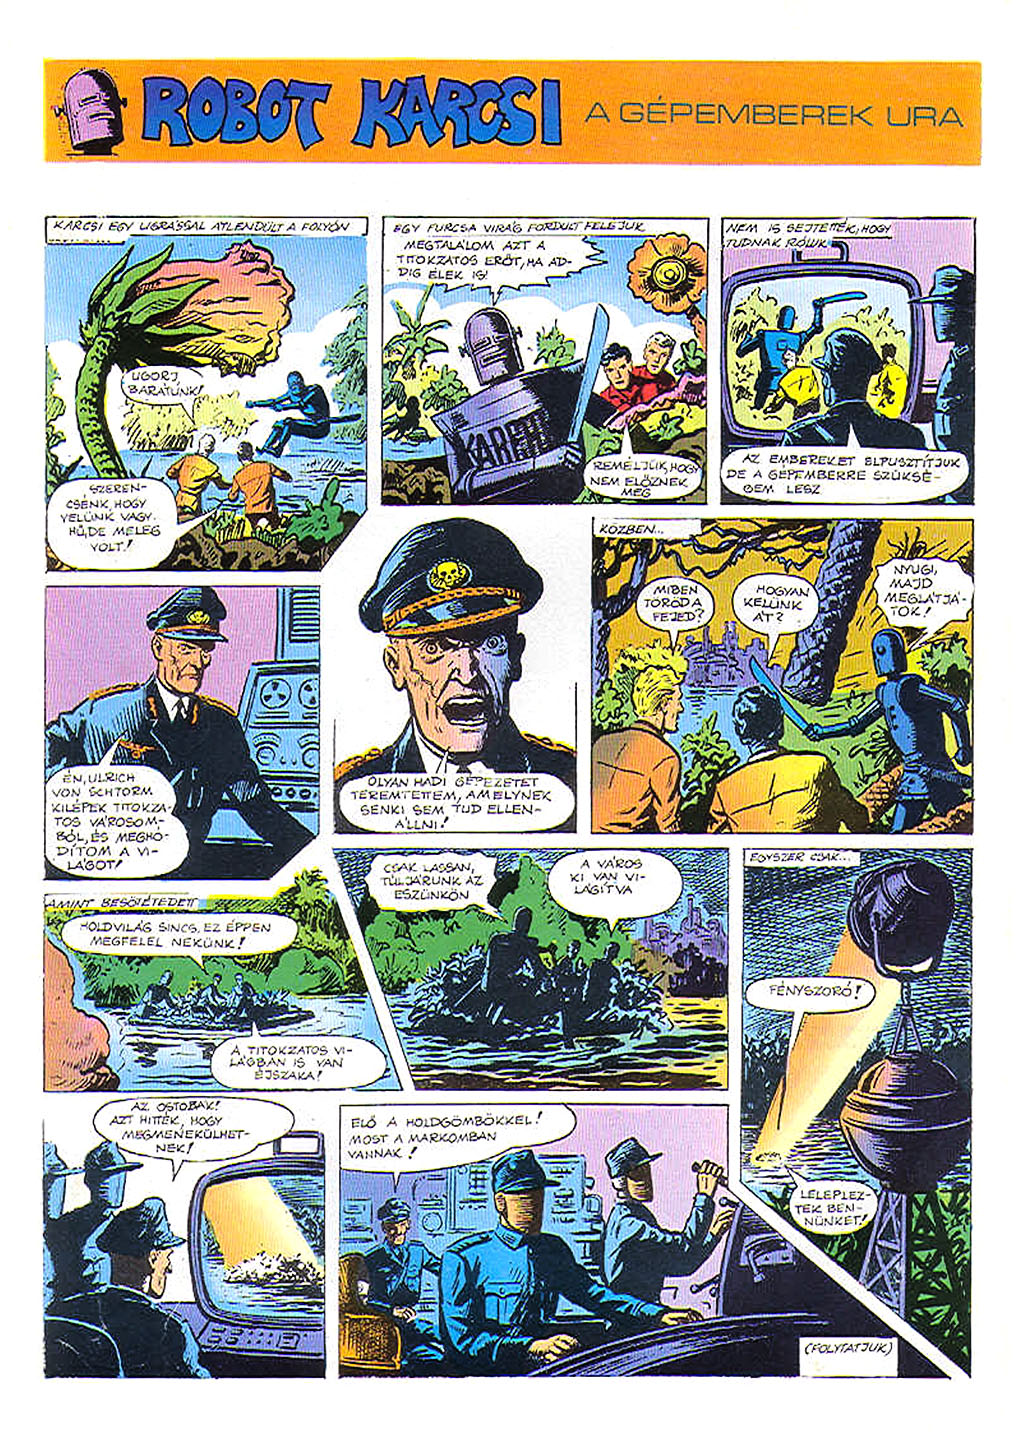 ROBOT KARCSI
A GÉPEMBEREK URA
KARCSI EGY UGRÁSSAL ÁTLENDÜLT A FOLYÓN
UGORJ,
BARÁTUNK!
SZEREN-
CSÉNK, HOGY
VELÜNK VAGY.
HŰ, DE MELEG
VOLT!
EGY FURCSA VIRÁG FORDULT FELÉJÜK
MEGTALÁLOM AZT A
TITOKZATOS ERŐT, HA AD-
DIG ÉLEK IS!
REMÉLJÜK, HOGY
NEM ELŐZNEK
MEG
NEM IS SEJTETTÉK, HOGY
TUDNAK RÓLUK
AZ EMBEREKET ELPUSZTÍTJUK
DE A GÉPEMBERRE SZÜKSÉ-
GEM LESZ
ÉN, ULRICH
VON SCHTORM
KILÉPEK TITOKZA-
TOS VÁROSOM-
BÓL, ÉS MEGHÓ-
DÍTOM A VI-
LÁGOT!
OLYAN HADI GÉPEZETET
TEREMTETTEM, AMELYNEK
SENKI SEM TUD ELLEN-
ÁLLNI!
KÖZBEN...
MIBEN
TÖRÖD A
FEJED?
HOGYAN
KELÜNK
ÁT?
NYUGI,
MAJD
MEGLÁTJÁ-
TOK!
AMINT BESÖTÉTEDETT
HOLDVILÁG SINCS, EZ ÉPPEN
MEGFELEL NEKÜNK!
A TITOKZATOS VI-
LÁGBAN IS VAN
ÉJSZAKA!
CSAK LASSAN,
TÚLJÁRUNK AZ
ESZÜNKÖN
A VÁROS
KI VAN VI-
LÁGÍTVA
EGYSZER CSAK...
FÉNYSZÓRÓ!
LELEPLEZ-
TEK BEN-
NÜNKET!
AZ OSTOBÁK!
AZT HITTÉK, HOGY
MEGMENEKÜLHET-
NEK!
ELŐ A HOLDGÖMBÖKKEL!
MOST A MARKOMBAN
VANNAK!
(FOLYTATJUK)